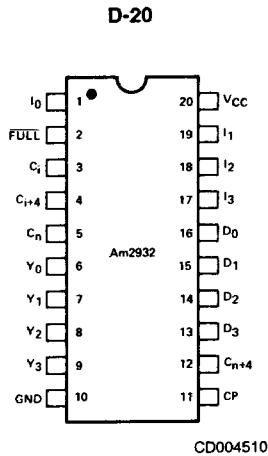 D-20
I₀ 1 20 VCC
F̅U̅L̅L̅ 2 19 I₁
Cᵢ 3 18 I₂
Cᵢ₊₄ 4 17 I₃
Cₙ 5 16 D₀
Am2932
Y₀ 6 15 D₁
Y₁ 7 14 D₂
Y₂ 8 13 D₃
Y₃ 9 12 Cₙ₊₄
GND 10 11 CP
CD004510